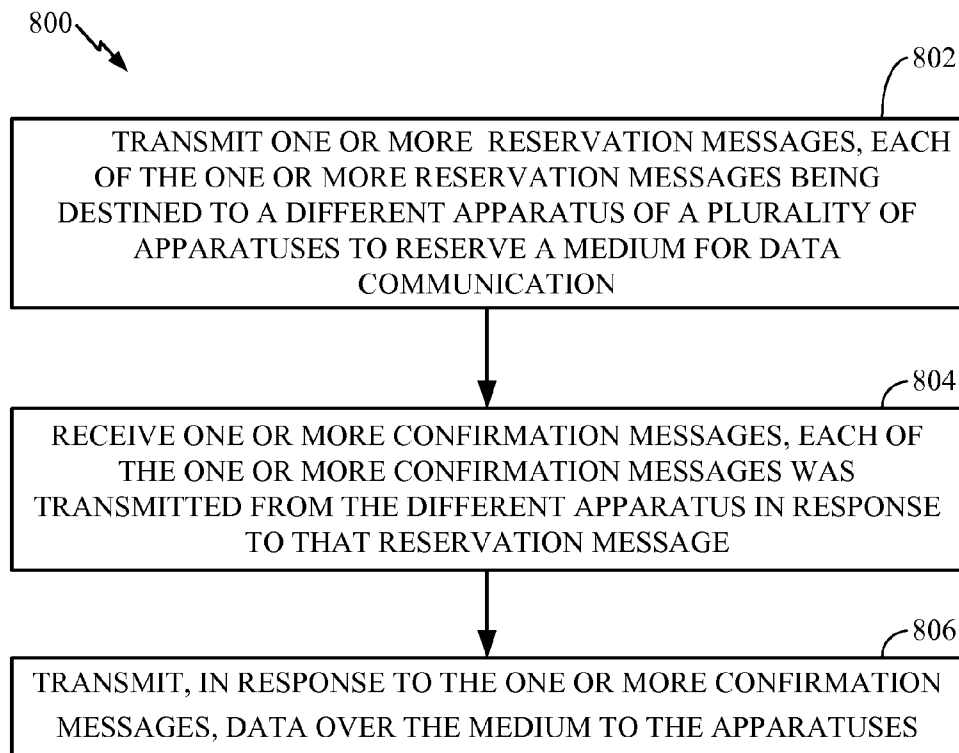 800
802
TRANSMIT ONE OR MORE RESERVATION MESSAGES, EACH
OF THE ONE OR MORE RESERVATION MESSAGES BEING
DESTINED TO A DIFFERENT APPARATUS OF A PLURALITY OF
APPARATUSES TO RESERVE A MEDIUM FOR DATA
COMMUNICATION
804
RECEIVE ONE OR MORE CONFIRMATION MESSAGES, EACH OF
THE ONE OR MORE CONFIRMATION MESSAGES WAS
TRANSMITTED FROM THE DIFFERENT APPARATUS IN RESPONSE
TO THAT RESERVATION MESSAGE
806
TRANSMIT, IN RESPONSE TO THE ONE OR MORE CONFIRMATION
MESSAGES, DATA OVER THE MEDIUM TO THE APPARATUSES